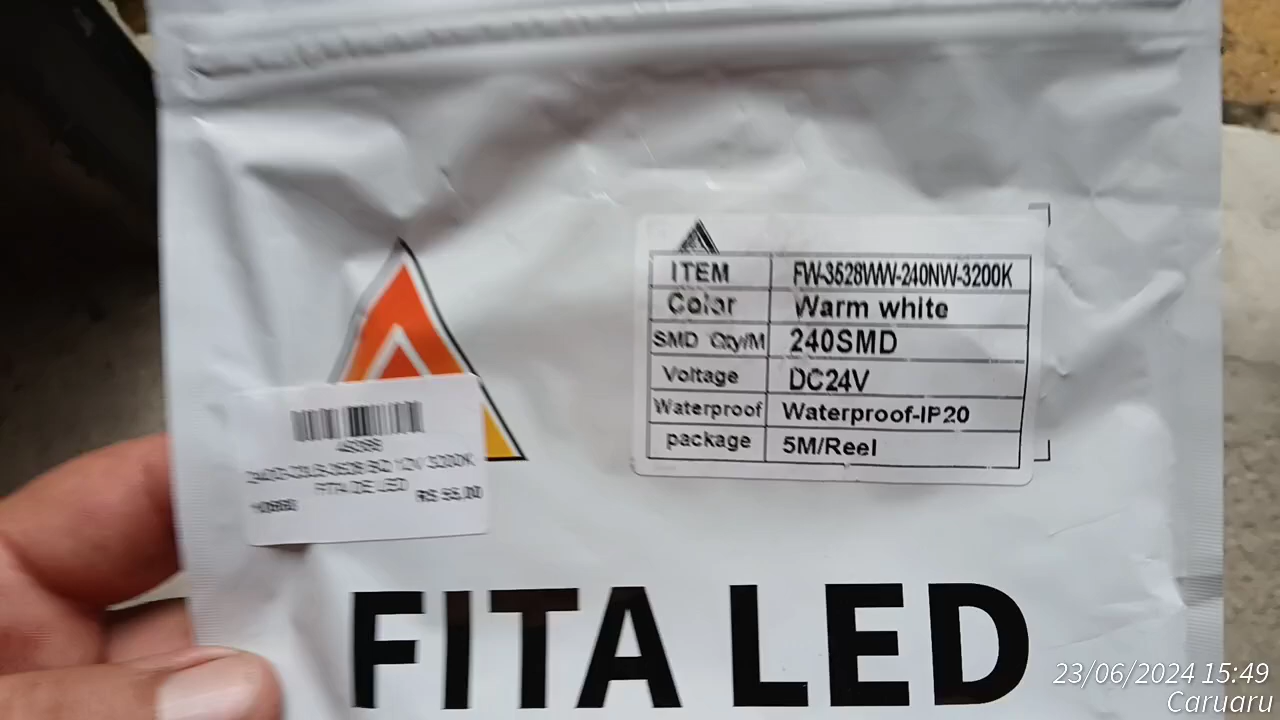 ITEM FW-3528WW-240NW-3200K
Color Warm white
SMD Qty/M 240SMD
Voltage DC24V
Waterproof Waterproof-IP20
package 5M/Reel
3200K
FITA DE LED
FITA LED
23/06/2024 15:49
Caruaru